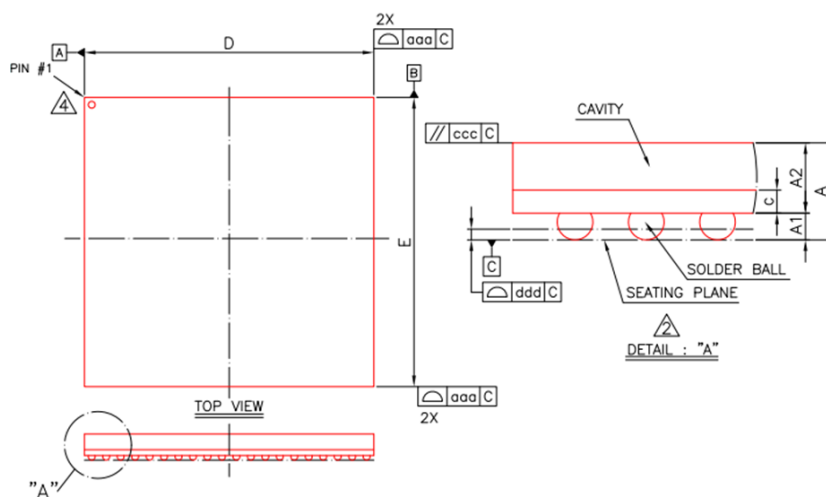 2X
D
⌓ aaa C
A
PIN #1
B
4
CAVITY
// ccc C
A2
A
c
A1
E
C
SOLDER BALL
⌓ ddd C
SEATING PLANE
2
DETAIL : "A"
⌓ aaa C
2X
TOP VIEW
"A"